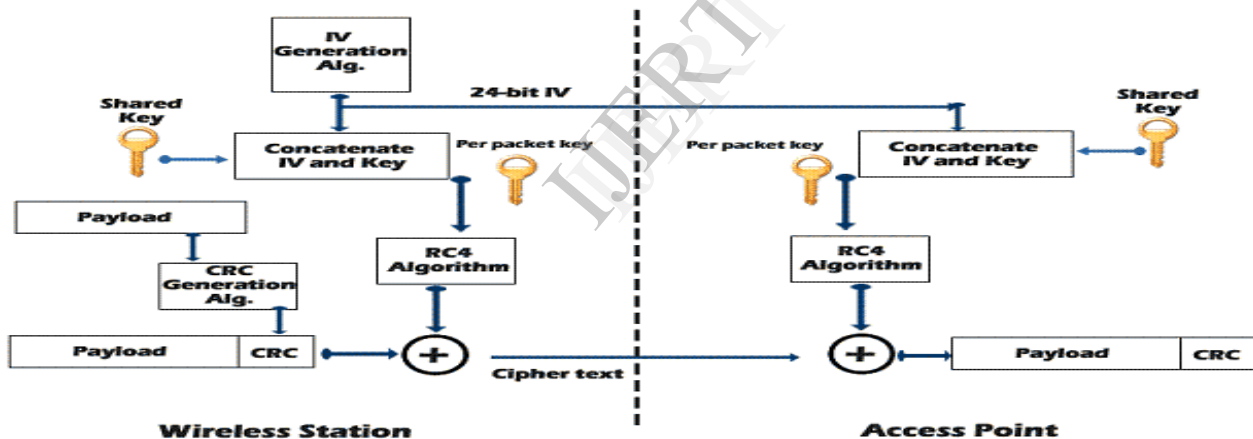 IV
Generation
Alg.
24-bit IV
Shared
Key
Concatenate
IV and Key
Per packet key
Payload
CRC
Generation
Alg.
RC4
Algorithm
Payload
CRC
Cipher text
Wireless Station
IJERT
Shared
Key
Concatenate
IV and Key
Per packet key
RC4
Algorithm
Payload
CRC
Access Point